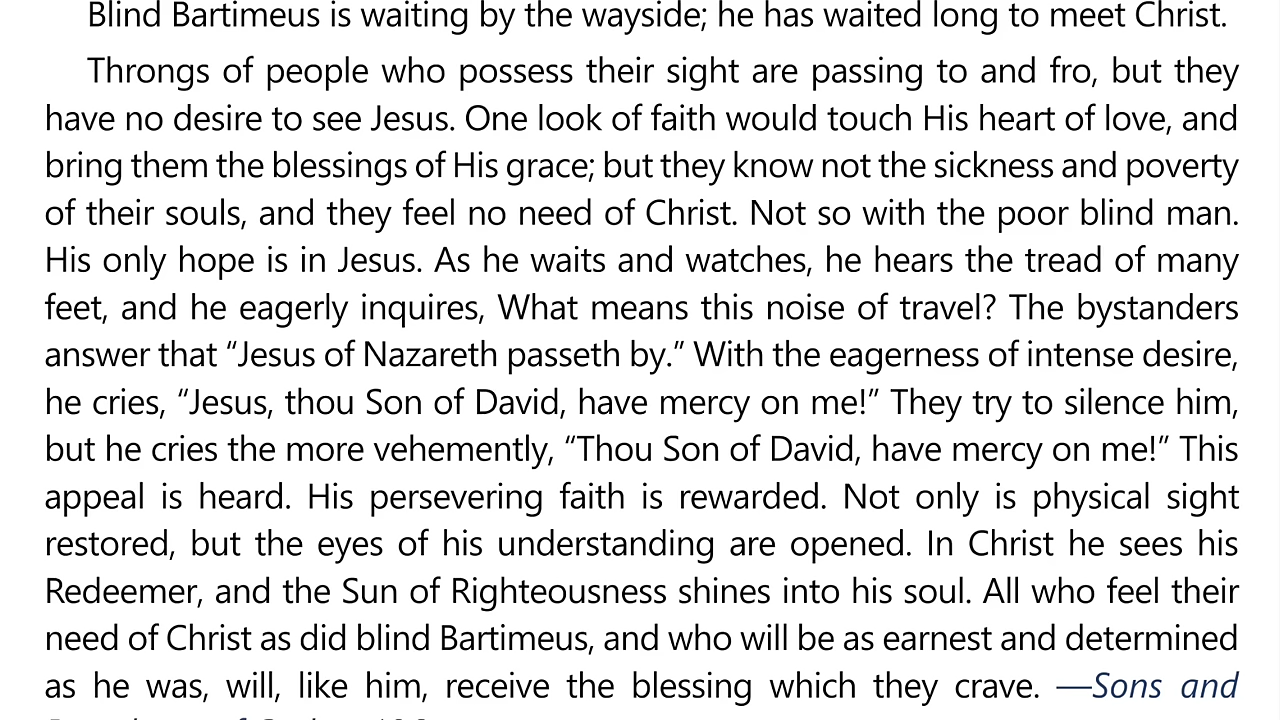 Blind Bartimeus is waiting by the wayside; he has waited long to meet Christ.
Throngs of people who possess their sight are passing to and fro, but they
have no desire to see Jesus. One look of faith would touch His heart of love, and
bring them the blessings of His grace; but they know not the sickness and poverty
of their souls, and they feel no need of Christ. Not so with the poor blind man.
His only hope is in Jesus. As he waits and watches, he hears the tread of many
feet, and he eagerly inquires, What means this noise of travel? The bystanders
answer that “Jesus of Nazareth passeth by.” With the eagerness of intense desire,
he cries, “Jesus, thou Son of David, have mercy on me!” They try to silence him,
but he cries the more vehemently, “Thou Son of David, have mercy on me!” This
appeal is heard. His persevering faith is rewarded. Not only is physical sight
restored, but the eyes of his understanding are opened. In Christ he sees his
Redeemer, and the Sun of Righteousness shines into his soul. All who feel their
need of Christ as did blind Bartimeus, and who will be as earnest and determined
as he was, will, like him, receive the blessing which they crave. —Sons and